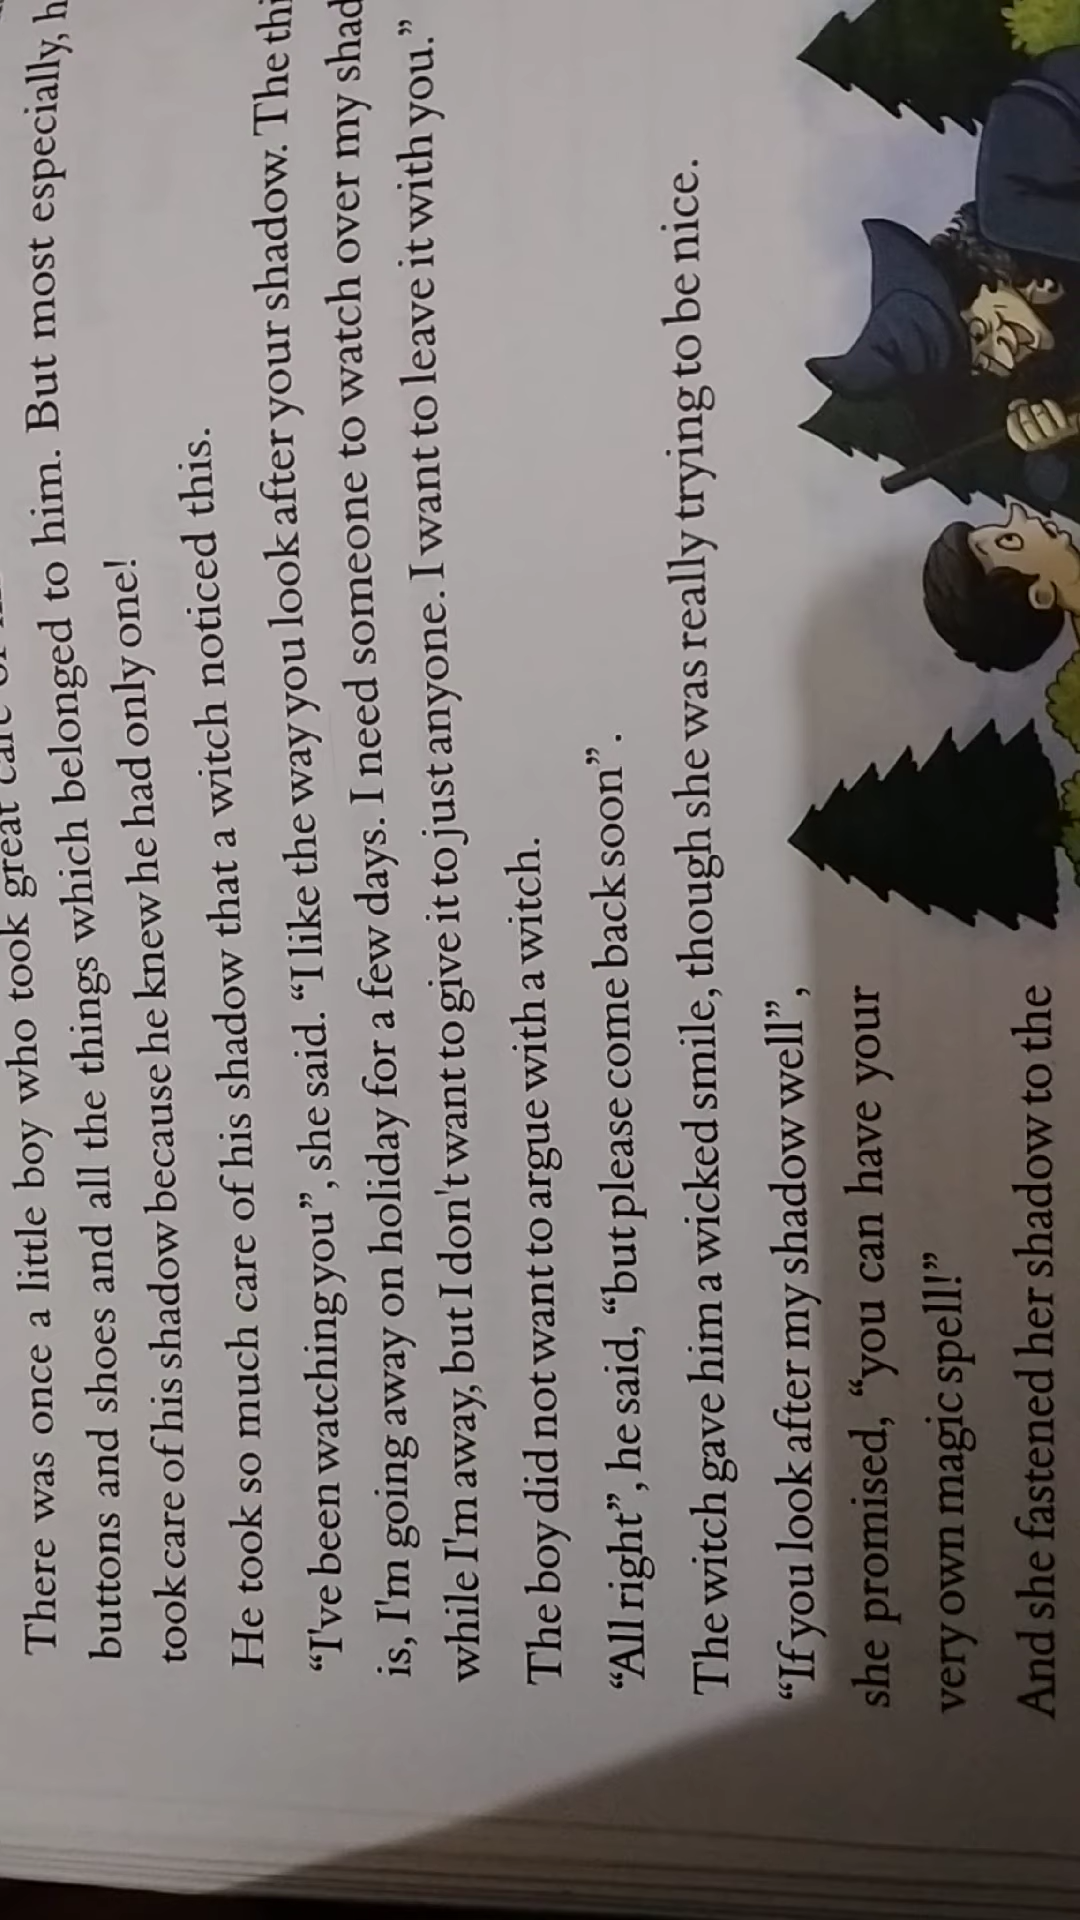 There was once a little boy who took great care of
buttons and shoes and all the things which belonged to him. But most especially,
took care of his shadow because he knew he had only one!
He took so much care of his shadow that a witch noticed this.
“I've been watching you”, she said. “I like the way you look after your shadow. The
is, I'm going away on holiday for a few days. I need someone to watch over my
while I'm away, but I don't want to give it to just anyone. I want to leave it with you.”
The boy did not want to argue with a witch.
“All right”, he said, “but please come back soon”.
The witch gave him a wicked smile, though she was really trying to be nice.
“If you look after my shadow well”,
she promised, “you can have your
very own magic spell!”
And she fastened her shadow to the